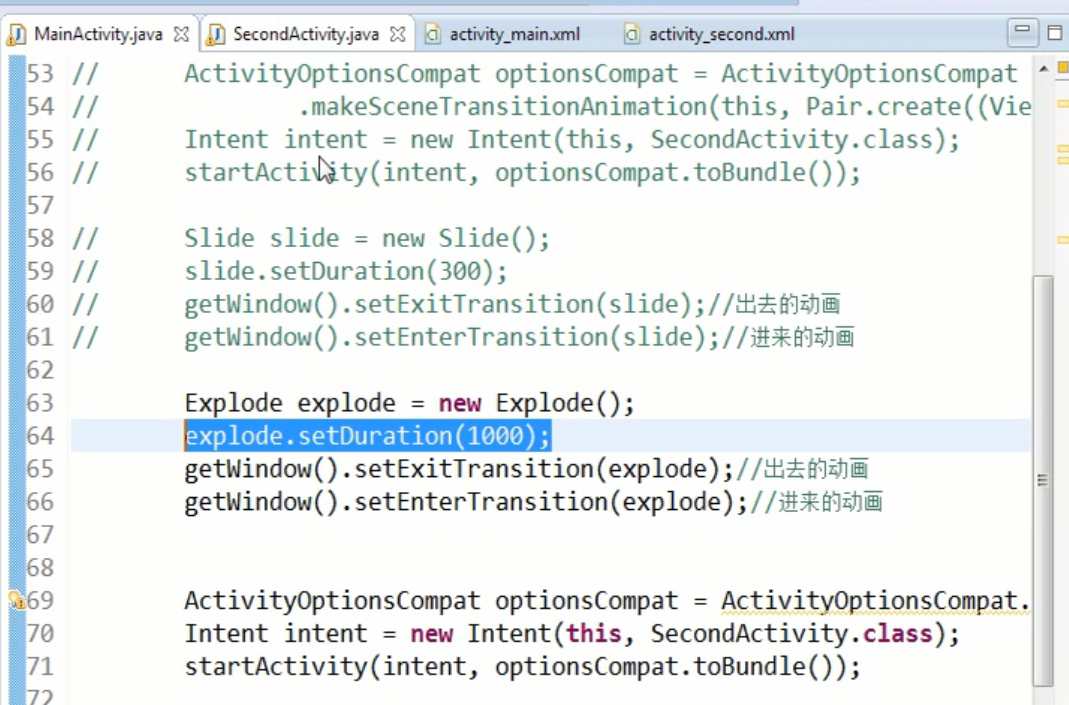 MainActivity.java SecondActivity.java activity_main.xml activity_second.xml
53 // ActivityOptionsCompat optionsCompat = ActivityOptionsCompat
54 // .makeSceneTransitionAnimation(this, Pair.create((Vie
55 // Intent intent = new Intent(this, SecondActivity.class);
56 // startActivity(intent, optionsCompat.toBundle());
57
58 // Slide slide = new Slide();
59 // slide.setDuration(300);
60 // getWindow().setExitTransition(slide);//出去的动画
61 // getWindow().setEnterTransition(slide);//进来的动画
62
63 Explode explode = new Explode();
64 explode.setDuration(1000);
65 getWindow().setExitTransition(explode);//出去的动画
66 getWindow().setEnterTransition(explode);//进来的动画
67
68
69 ActivityOptionsCompat optionsCompat = ActivityOptionsCompat.
70 Intent intent = new Intent(this, SecondActivity.class);
71 startActivity(intent, optionsCompat.toBundle());
72